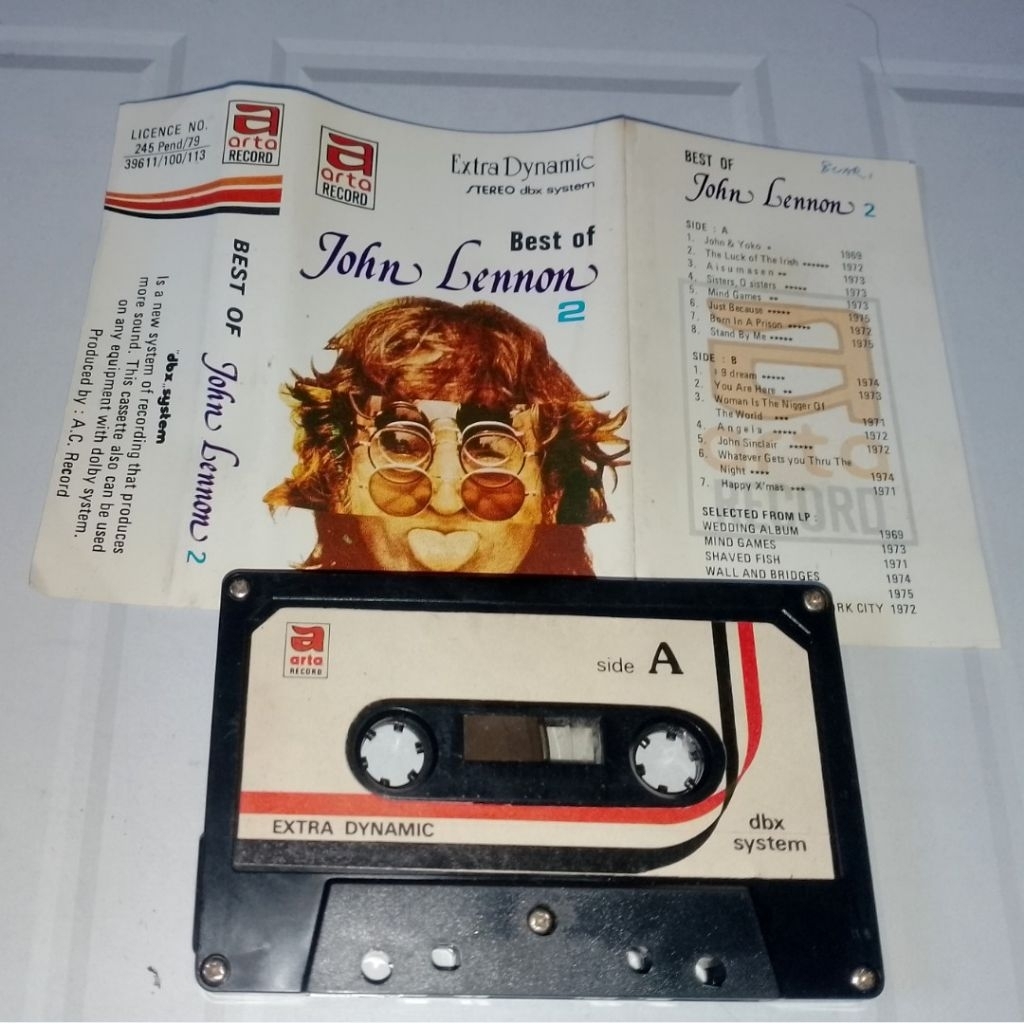 LICENCE NO.
245 Pend/79
39611/100/113
a
arta
RECORD
BEST OF John Lennon 2
"dbx system"
Is a new system of recording that produces
more sound. This cassette also can be used
on any equipment with dolby system.
Produced by : A.C. Record
a
arta
RECORD
Extra Dynamic
STEREO dbx system
Best of
John Lennon
2
BEST OF
John Lennon 2
SIDE : A
1. John & Yoko • 1969
2. The Luck of The Irish •••••• 1972
3. Aisumasen •• 1973
4. Sisters, O sisters ••••• 1973
5. Mind Games •• 1973
6. Just Because ••••• 1975
7. Born In A Prison ••••• 1972
8. Stand By Me ••••• 1975
SIDE : B
1. 9 dream ••••• 1974
2. You Are Here •• 1973
3. Woman Is The Nigger Of
The World ••• 1971
4. Angela ••••• 1972
5. John Sinclair ••••• 1972
6. Whatever Gets you Thru The
Night •••• 1974
7. Happy X'mas ••• 1971
SELECTED FROM LP :
WEDDING ALBUM 1969
MIND GAMES 1973
SHAVED FISH 1971
WALL AND BRIDGES 1974
1975
RK CITY 1972
arta
RECORD
a
arta
RECORD
side A
EXTRA DYNAMIC
dbx
system